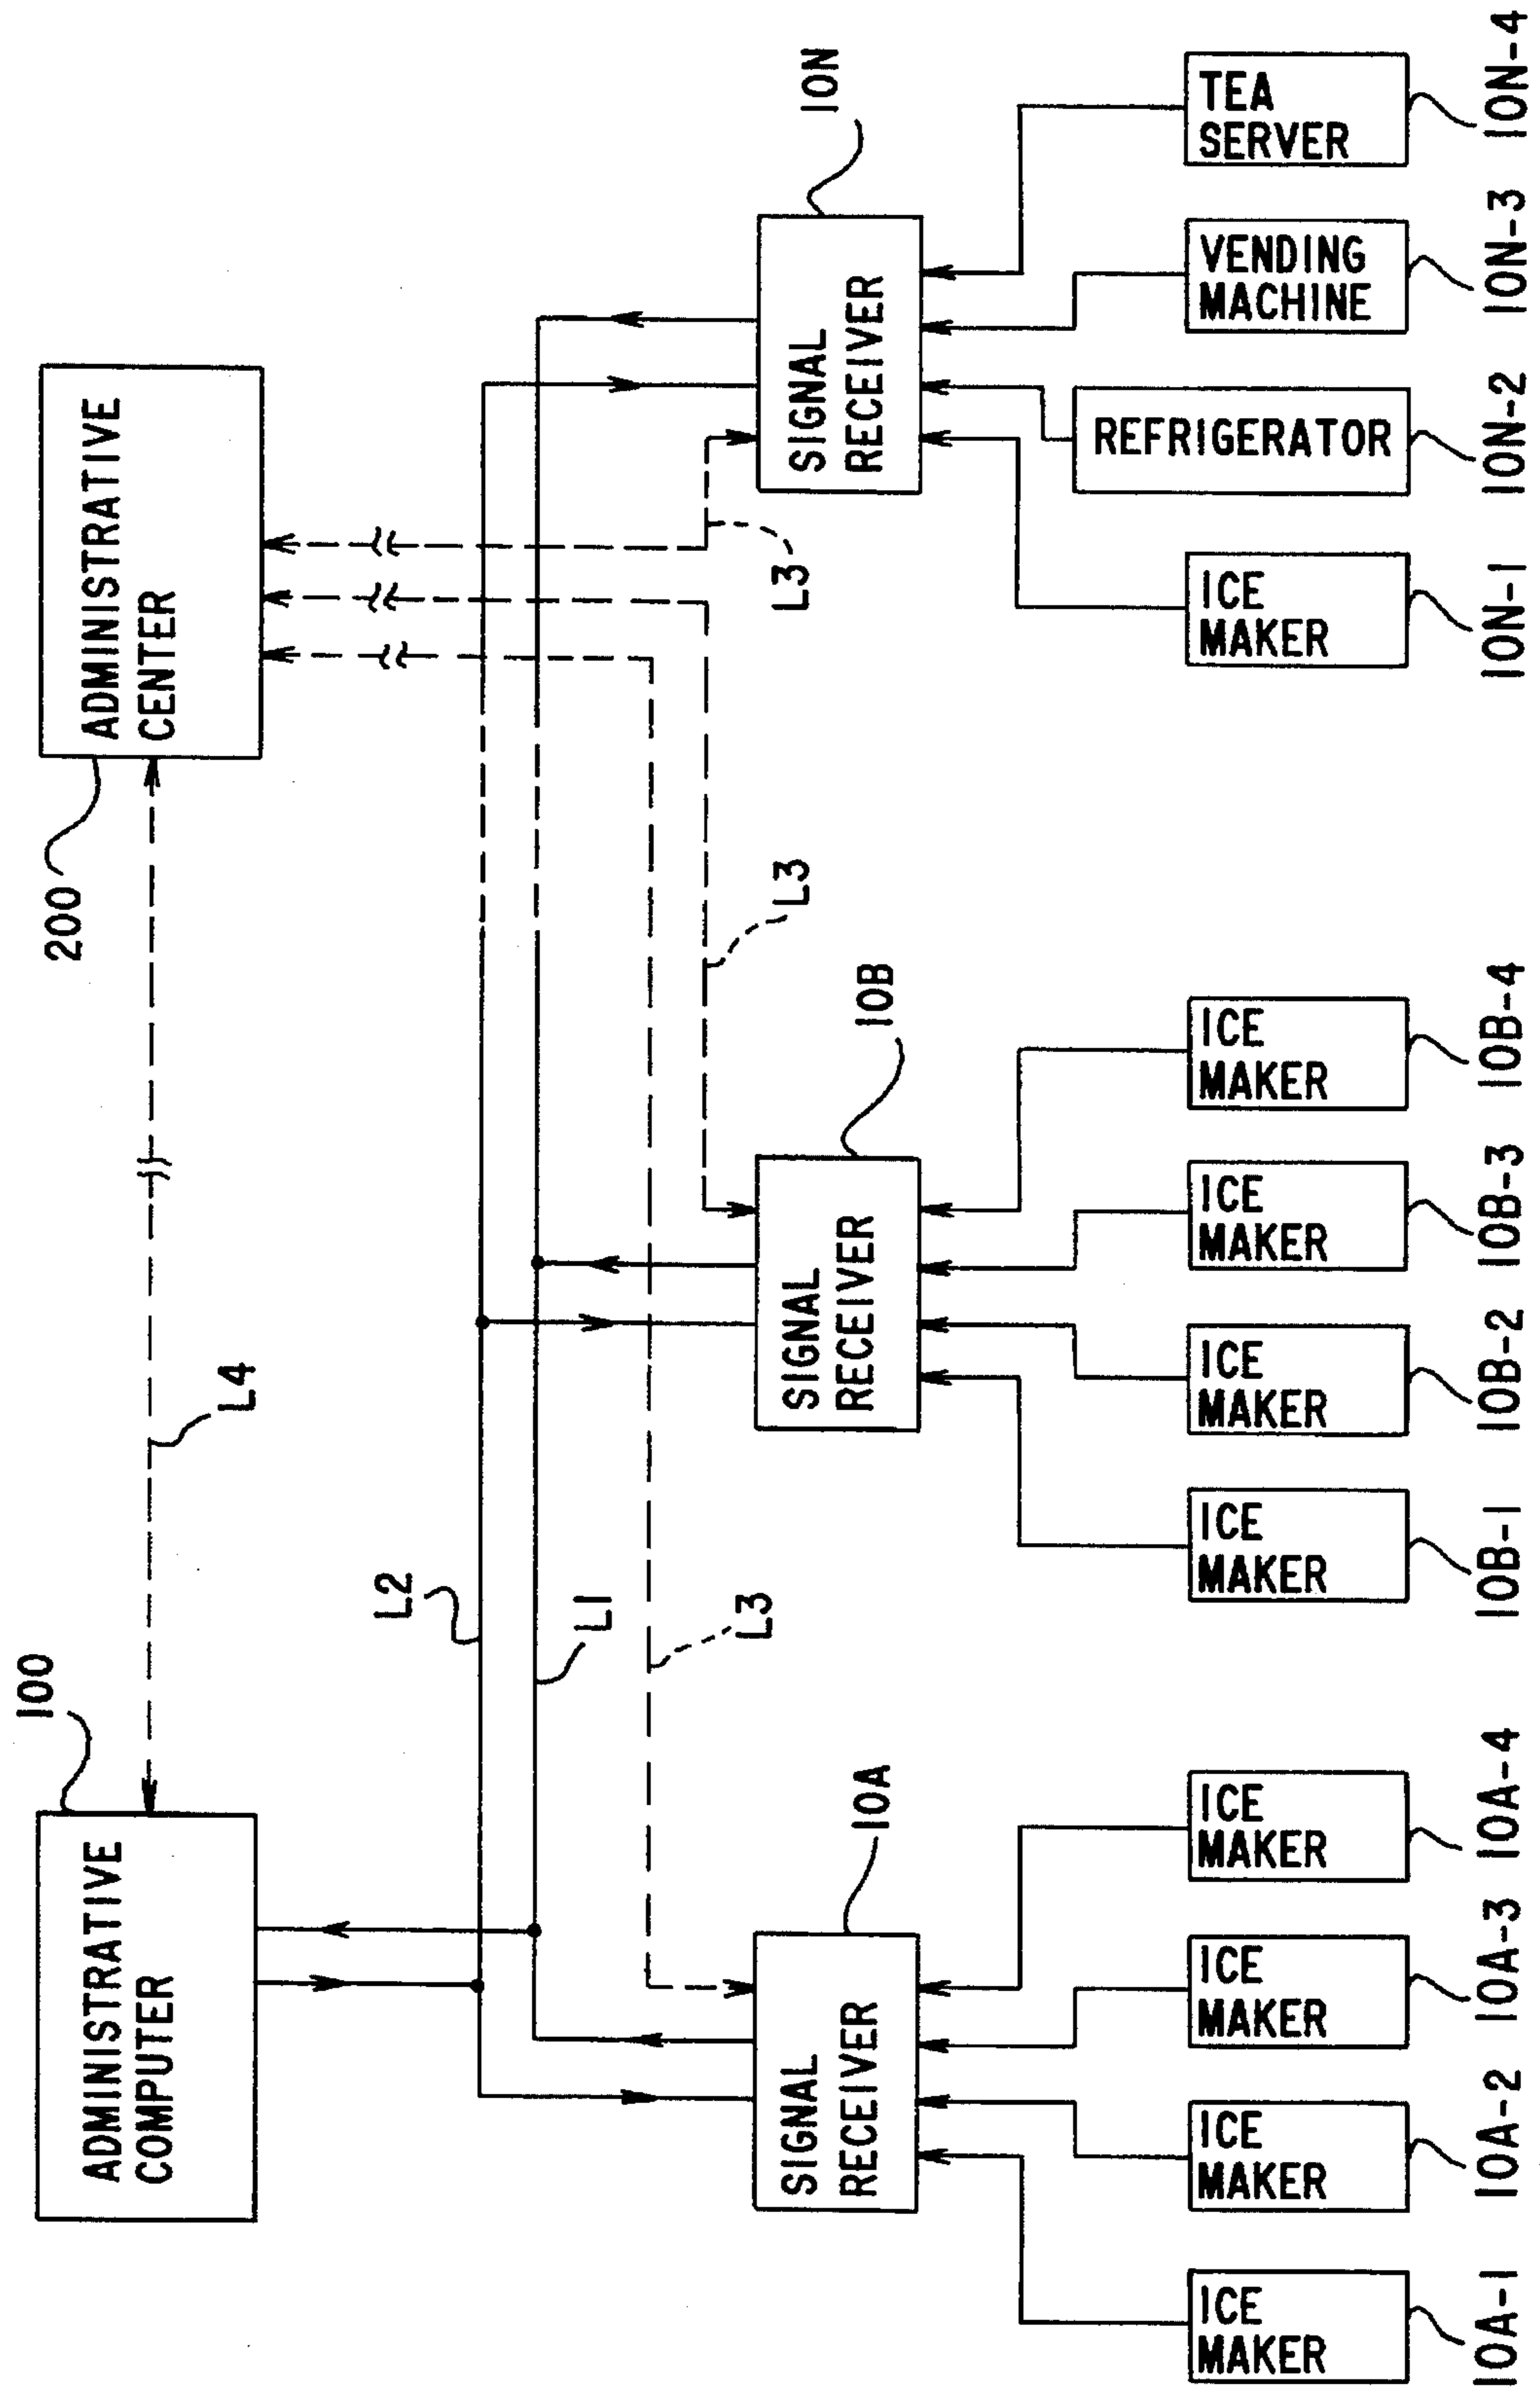 100
ADMINISTRATIVE
COMPUTER
L4
200
ADMINISTRATIVE
CENTER
L2
L1
L3
L3
L3
10A
SIGNAL
RECEIVER
10B
SIGNAL
RECEIVER
10N
SIGNAL
RECEIVER
ICE
MAKER
ICE
MAKER
ICE
MAKER
ICE
MAKER
ICE
MAKER
ICE
MAKER
ICE
MAKER
ICE
MAKER
ICE
MAKER
REFRIGERATOR
VENDING
MACHINE
TEA
SERVER
10A-1
10A-2
10A-3
10A-4
10B-1
10B-2
10B-3
10B-4
10N-1
10N-2
10N-3
10N-4